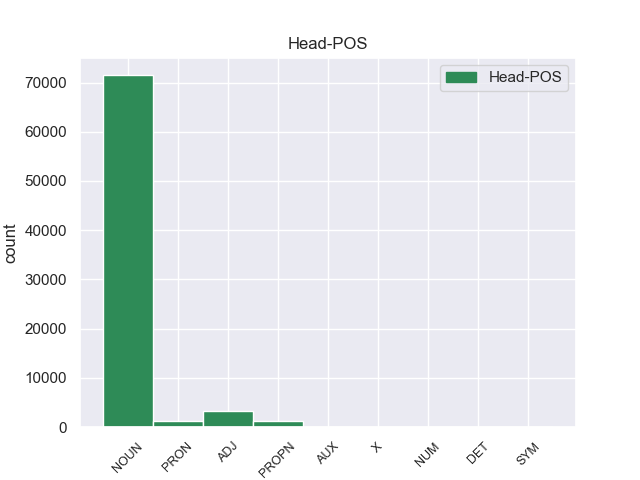 Head-POS
Head-POS
70000
60000
50000
40000
30000
20000
10000
0
count
NOUN
PRON
ADJ
PROPN
AUX
X
NUM
DET
SYM